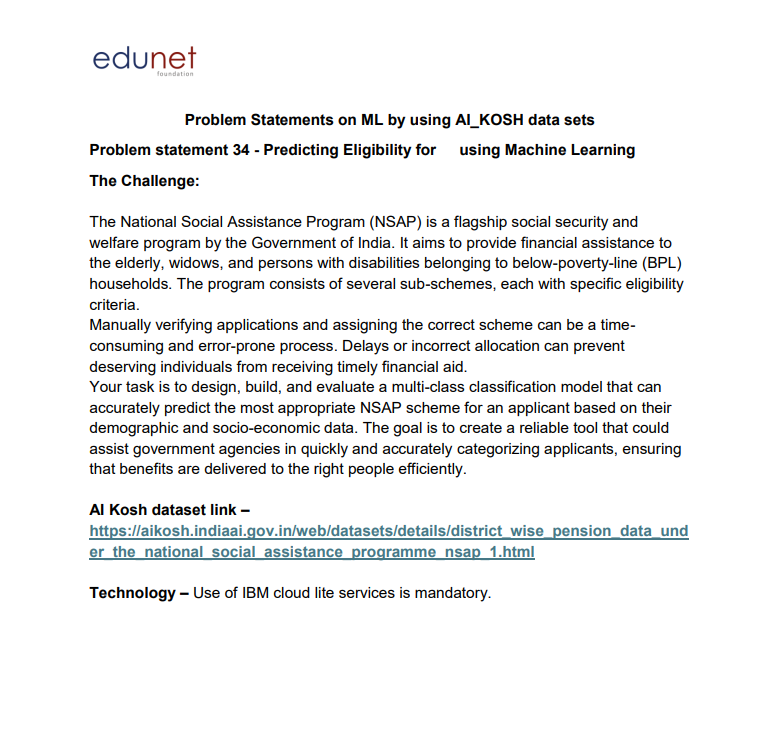 edunet
foundation
Problem Statements on ML by using AI_KOSH data sets
Problem statement 34 - Predicting Eligibility for using Machine Learning
The Challenge:
The National Social Assistance Program (NSAP) is a flagship social security and
welfare program by the Government of India. It aims to provide financial assistance to
the elderly, widows, and persons with disabilities belonging to below-poverty-line (BPL)
households. The program consists of several sub-schemes, each with specific eligibility
criteria.
Manually verifying applications and assigning the correct scheme can be a time-
consuming and error-prone process. Delays or incorrect allocation can prevent
deserving individuals from receiving timely financial aid.
Your task is to design, build, and evaluate a multi-class classification model that can
accurately predict the most appropriate NSAP scheme for an applicant based on their
demographic and socio-economic data. The goal is to create a reliable tool that could
assist government agencies in quickly and accurately categorizing applicants, ensuring
that benefits are delivered to the right people efficiently.
AI Kosh dataset link –
https://aikosh.indiaai.gov.in/web/datasets/details/district_wise_pension_data_und
er_the_national_social_assistance_programme_nsap_1.html
Technology – Use of IBM cloud lite services is mandatory.